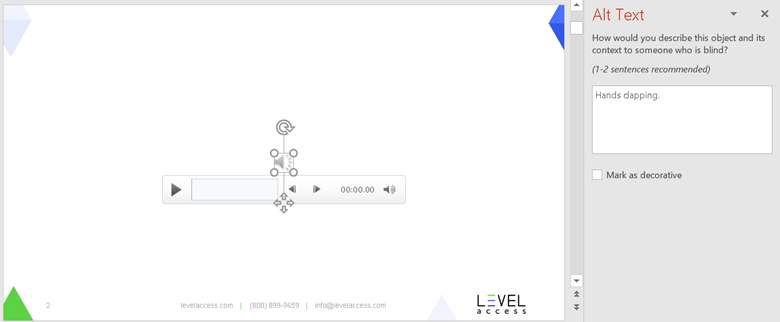 Alt Text
How would you describe this object and its
context to someone who is blind?
(1-2 sentences recommended)
Hands clapping.
Mark as decorative
00:00.00
2
levelaccess.com | (800) 899-9659 | info@levelaccess.com
LEVEL
access